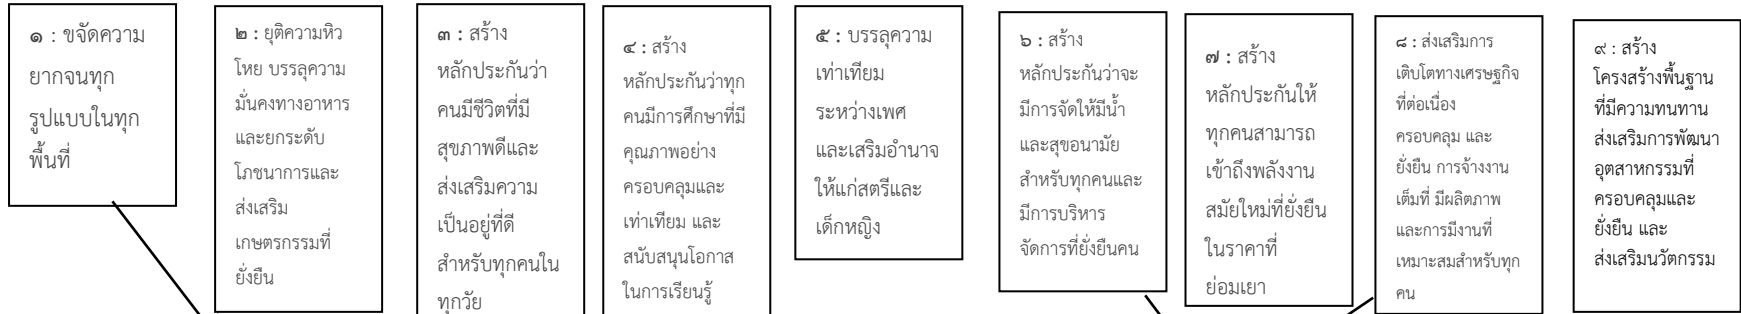 ๑ : ขจัดความ
ยากจนทุก
รูปแบบในทุก
พื้นที่
๒ : ยุติความหิว
โหย บรรลุความ
มั่นคงทางอาหาร
และยกระดับ
โภชนาการและ
ส่งเสริม
เกษตรกรรมที่
ยั่งยืน
๓ : สร้าง
หลักประกันว่า
คนมีชีวิตที่มี
สุขภาพดีและ
ส่งเสริมความ
เป็นอยู่ที่ดี
สำหรับทุกคนใน
ทุกวัย
๔ : สร้าง
หลักประกันว่าทุก
คนมีการศึกษาที่มี
คุณภาพอย่าง
ครอบคลุมและ
เท่าเทียม และ
สนับสนุนโอกาส
ในการเรียนรู้
๕ : บรรลุความ
เท่าเทียม
ระหว่างเพศ
และเสริมอำนาจ
ให้แก่สตรีและ
เด็กหญิง
๖ : สร้าง
หลักประกันว่าจะ
มีการจัดให้มีน้ำ
และสุขอนามัย
สำหรับทุกคนและ
มีการบริหาร
จัดการที่ยั่งยืนคน
๗ : สร้าง
หลักประกันให้
ทุกคนสามารถ
เข้าถึงพลังงาน
สมัยใหม่ที่ยั่งยืน
ในราคาที่
ย่อมเยา
๘ : ส่งเสริมการ
เติบโตทางเศรษฐกิจ
ที่ต่อเนื่อง
ครอบคลุม และ
ยั่งยืน การจ้างงาน
เต็มที่ มีผลิตภาพ
และการมีงานที่
เหมาะสมสำหรับทุก
คน
๙ : สร้าง
โครงสร้างพื้นฐาน
ที่มีความทนทาน
ส่งเสริมการพัฒนา
อุตสาหกรรมที่
ครอบคลุมและ
ยั่งยืน และ
ส่งเสริมนวัตกรรม